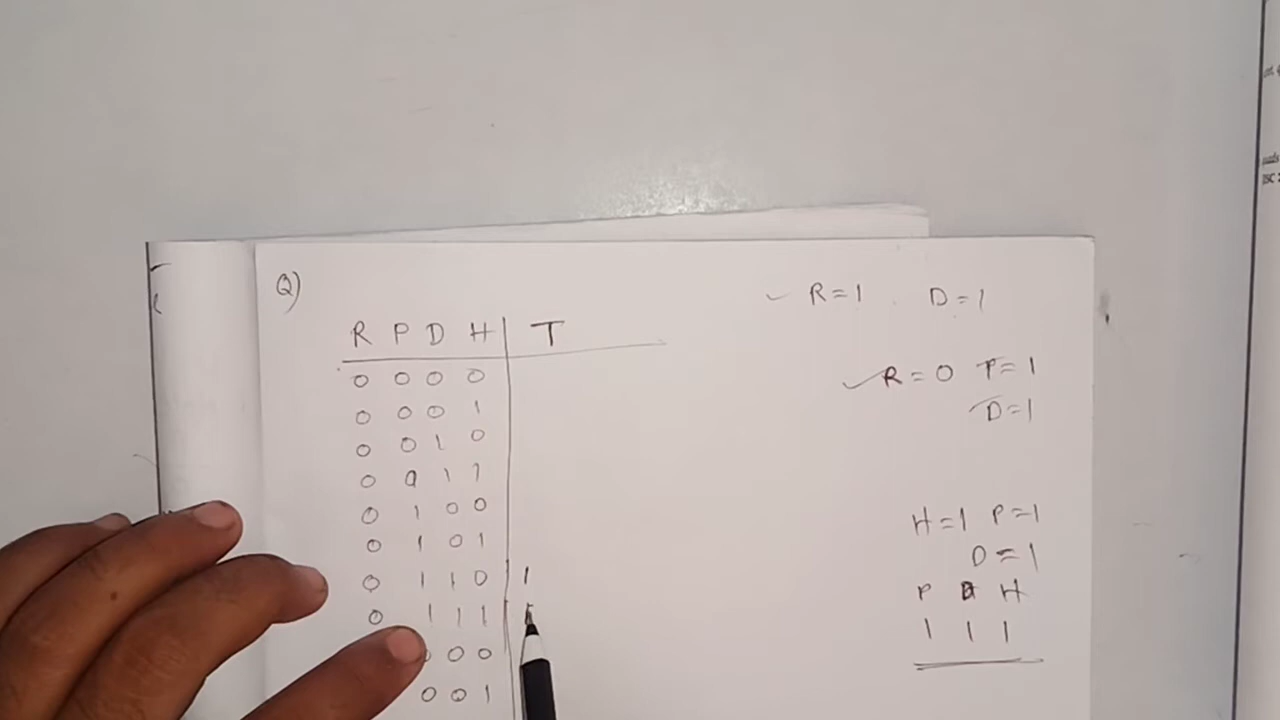 Q)
R P D H T
0 0 0 0
0 0 0 1
0 0 1 0
0 0 1 1
0 1 0 0
0 1 0 1
0 1 1 0 1
0 1 1 1
0 0 0
0 0 1
R=1 D=1
R=0 P=1
D=1
H=1 P=1
D=1
P D H
1 1 1